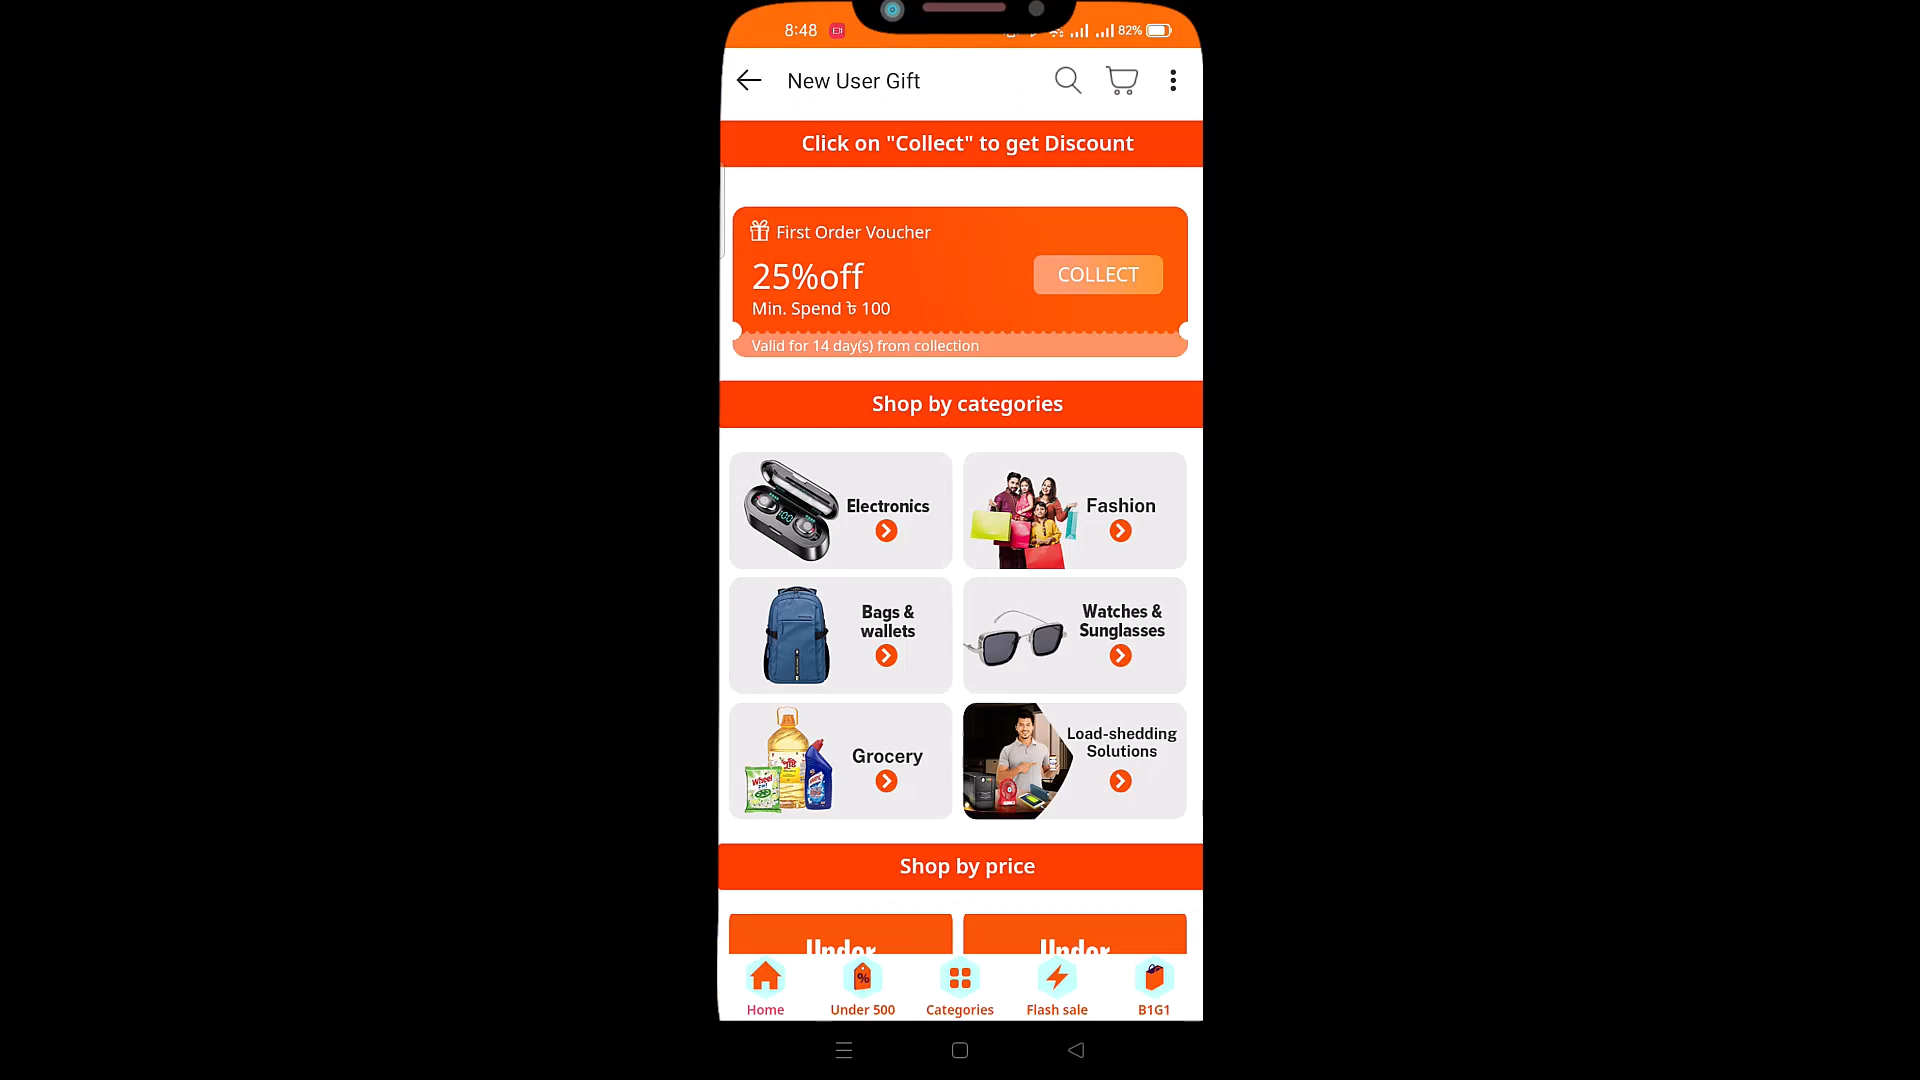 8:48
82%
New User Gift
Click on "Collect" to get Discount
First Order Voucher
25%off
COLLECT
Min. Spend ৳ 100
Valid for 14 day(s) from collection
Shop by categories
Electronics
Fashion
Bags &
wallets
Watches &
Sunglasses
Wheel
2in1
পুষ্টি
Grocery
Load-shedding
Solutions
Shop by price
Under
Under
Home
Under 500
Categories
Flash sale
B1G1